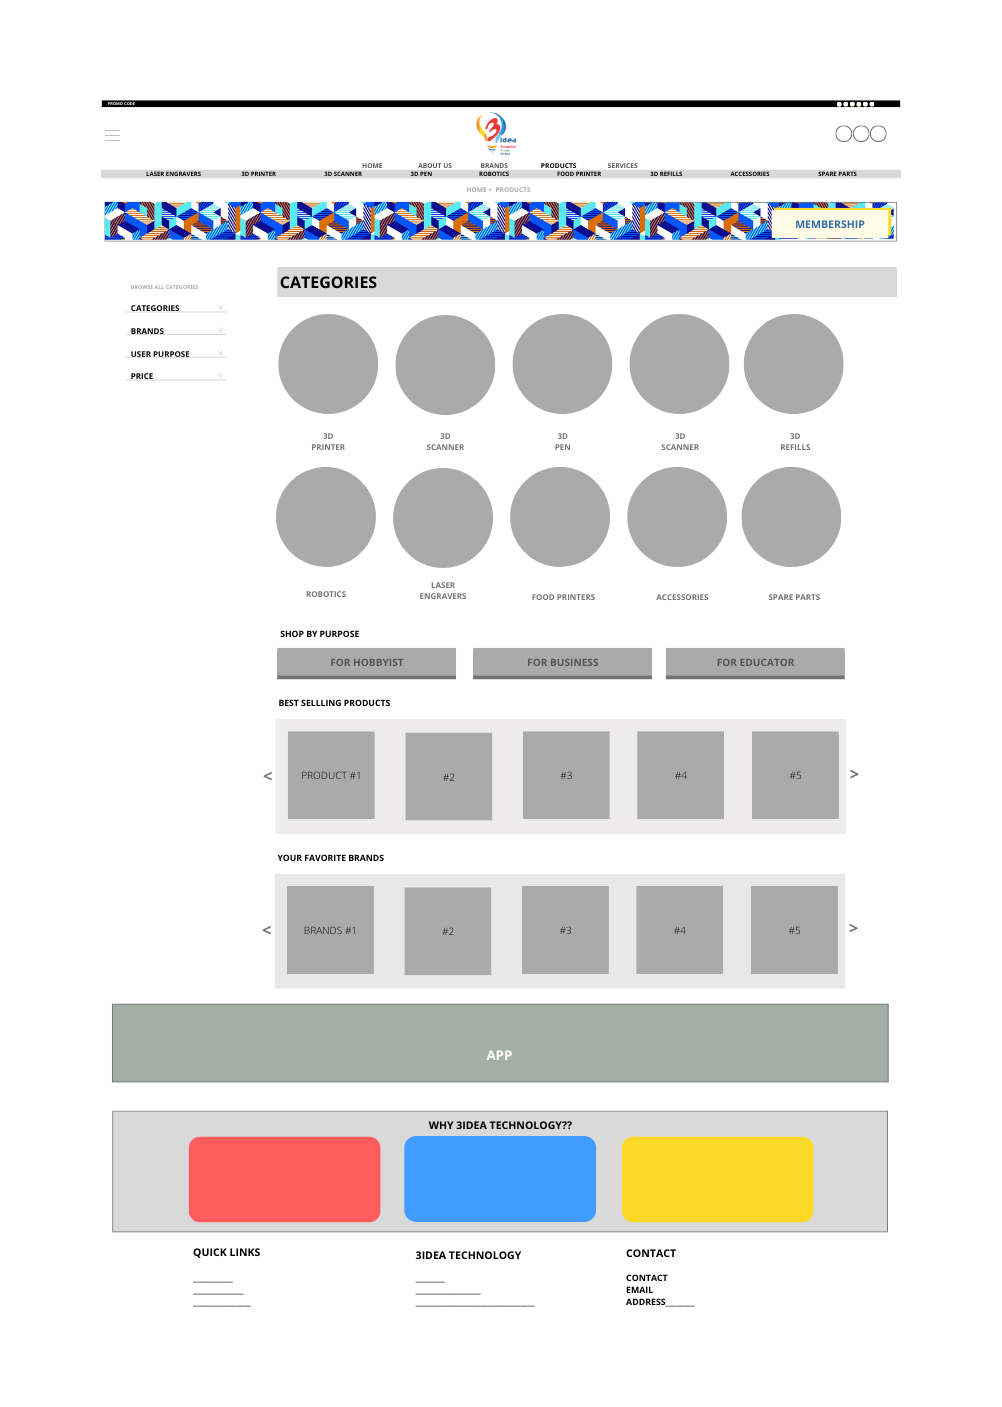 PROMO CODE
3idea
HOME ABOUT US BRANDS PRODUCTS SERVICES
LASER ENGRAVERS 3D PRINTER 3D SCANNER 3D PEN ROBOTICS FOOD PRINTER 3D REFILLS ACCESSORIES SPARE PARTS
HOME < PRODUCTS
MEMBERSHIP
BROWSE ALL CATEGORIES
CATEGORIES V
BRANDS V
USER PURPOSE V
PRICE V
CATEGORIES
3D PRINTER
3D SCANNER
3D PEN
3D SCANNER
3D REFILLS
ROBOTICS
LASER ENGRAVERS
FOOD PRINTERS
ACCESSORIES
SPARE PARTS
SHOP BY PURPOSE
FOR HOBBYIST FOR BUSINESS FOR EDUCATOR
BEST SELLLING PRODUCTS
< PRODUCT #1 #2 #3 #4 #5 >
YOUR FAVORITE BRANDS
< BRANDS #1 #2 #3 #4 #5 >
APP
WHY 3IDEA TECHNOLOGY??
QUICK LINKS
3IDEA TECHNOLOGY
CONTACT
CONTACT
EMAIL
ADDRESS______